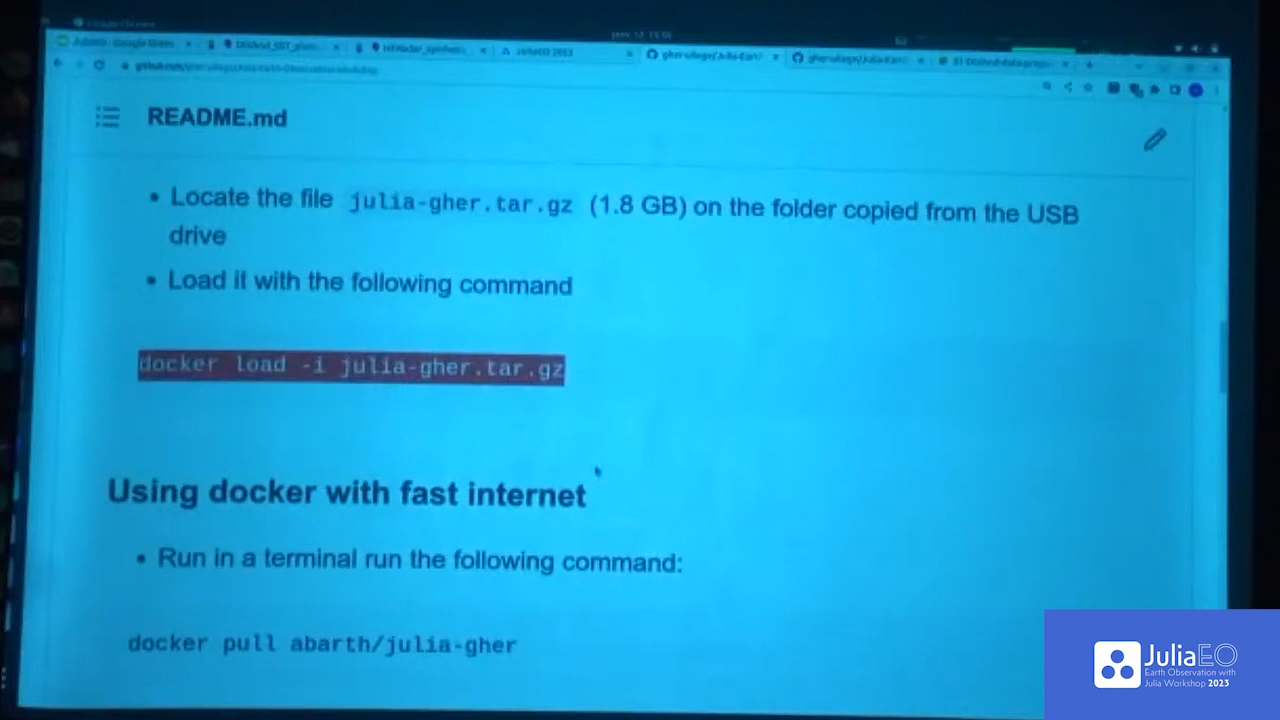 README.md
• Locate the file julia-gher.tar.gz (1.8 GB) on the folder copied from the USB
drive
• Load it with the following command
docker load -i julia-gher.tar.gz
Using docker with fast internet
• Run in a terminal run the following command:
docker pull abarth/julia-gher
JuliaEO
Earth Observation with
Julia Workshop 2023